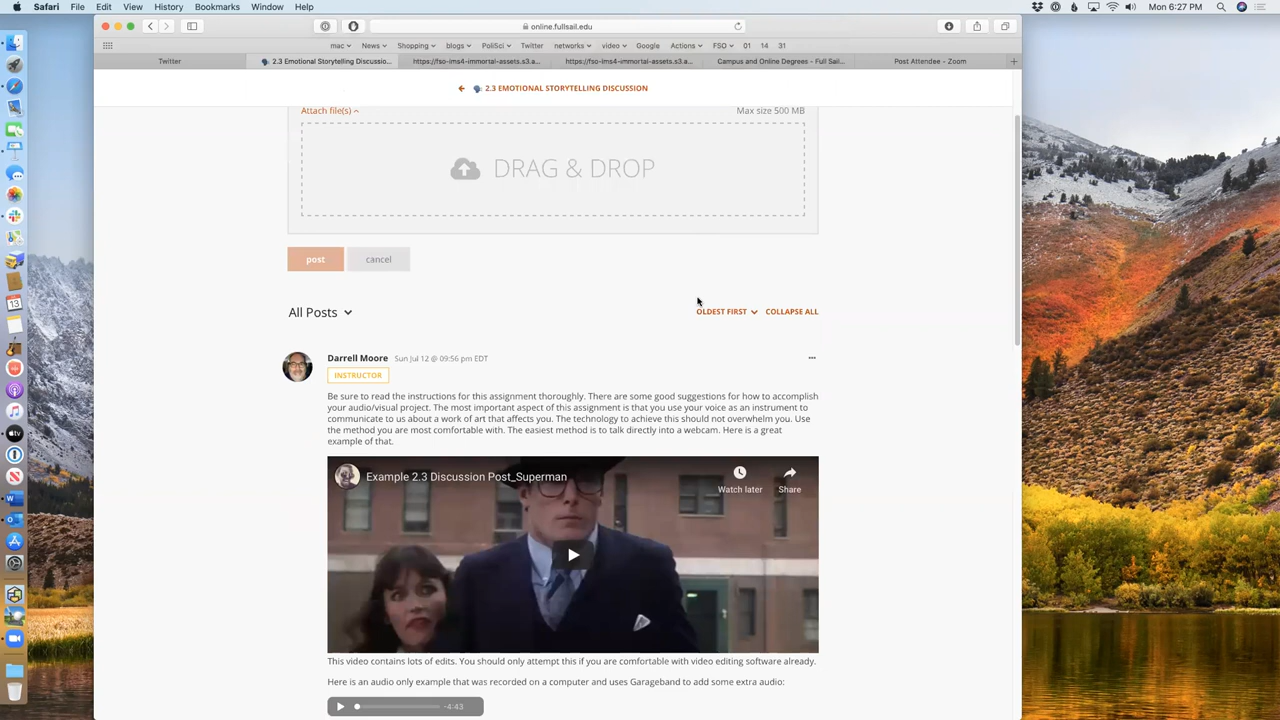 Safari File Edit View History Bookmarks Window Help
Mon 6:27 PM
online.fullsail.edu
mac News Shopping blogs PoliSci Twitter networks video Google Actions FSO 01 14 31
Twitter
2.3 Emotional Storytelling Discussio...
https://fso-lms4-immortal-assets.s3.a...
https://fso-lms4-immortal-assets.s3.a...
Campus and Online Degrees - Full Sai...
Post Attendee - Zoom
2.3 EMOTIONAL STORYTELLING DISCUSSION
Attach file(s)
Max size 500 MB
DRAG & DROP
post
cancel
All Posts
OLDEST FIRST
COLLAPSE ALL
Darrell Moore Sun Jul 12 @ 09:56 pm EDT
INSTRUCTOR
Be sure to read the instructions for this assignment thoroughly. There are some good suggestions for how to accomplish
your audio/visual project. The most important aspect of this assignment is that you use your voice as an instrument to
communicate to us about a work of art that affects you. The technology to achieve this should not overwhelm you. Use
the method you are most comfortable with. The easiest method is to talk directly into a webcam. Here is a great
example of that.
Example 2.3 Discussion Post_Superman
Watch later
Share
This video contains lots of edits. You should only attempt this if you are comfortable with video editing software already.
Here is an audio only example that was recorded on a computer and uses Garageband to add some extra audio:
-4:43
13